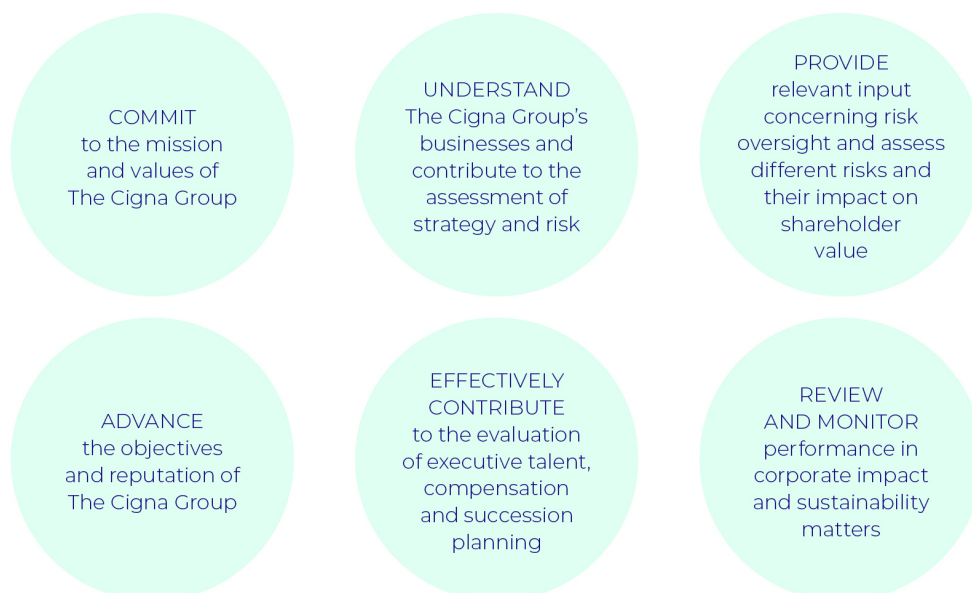 COMMIT
to the mission
and values of
The Cigna Group
UNDERSTAND
The Cigna Group’s
businesses and
contribute to the
assessment of
strategy and risk
PROVIDE
relevant input
concerning risk
oversight and assess
different risks and
their impact on
shareholder
value
ADVANCE
the objectives
and reputation of
The Cigna Group
EFFECTIVELY
CONTRIBUTE
to the evaluation
of executive talent,
compensation
and succession
planning
REVIEW
AND MONITOR
performance in
corporate impact
and sustainability
matters